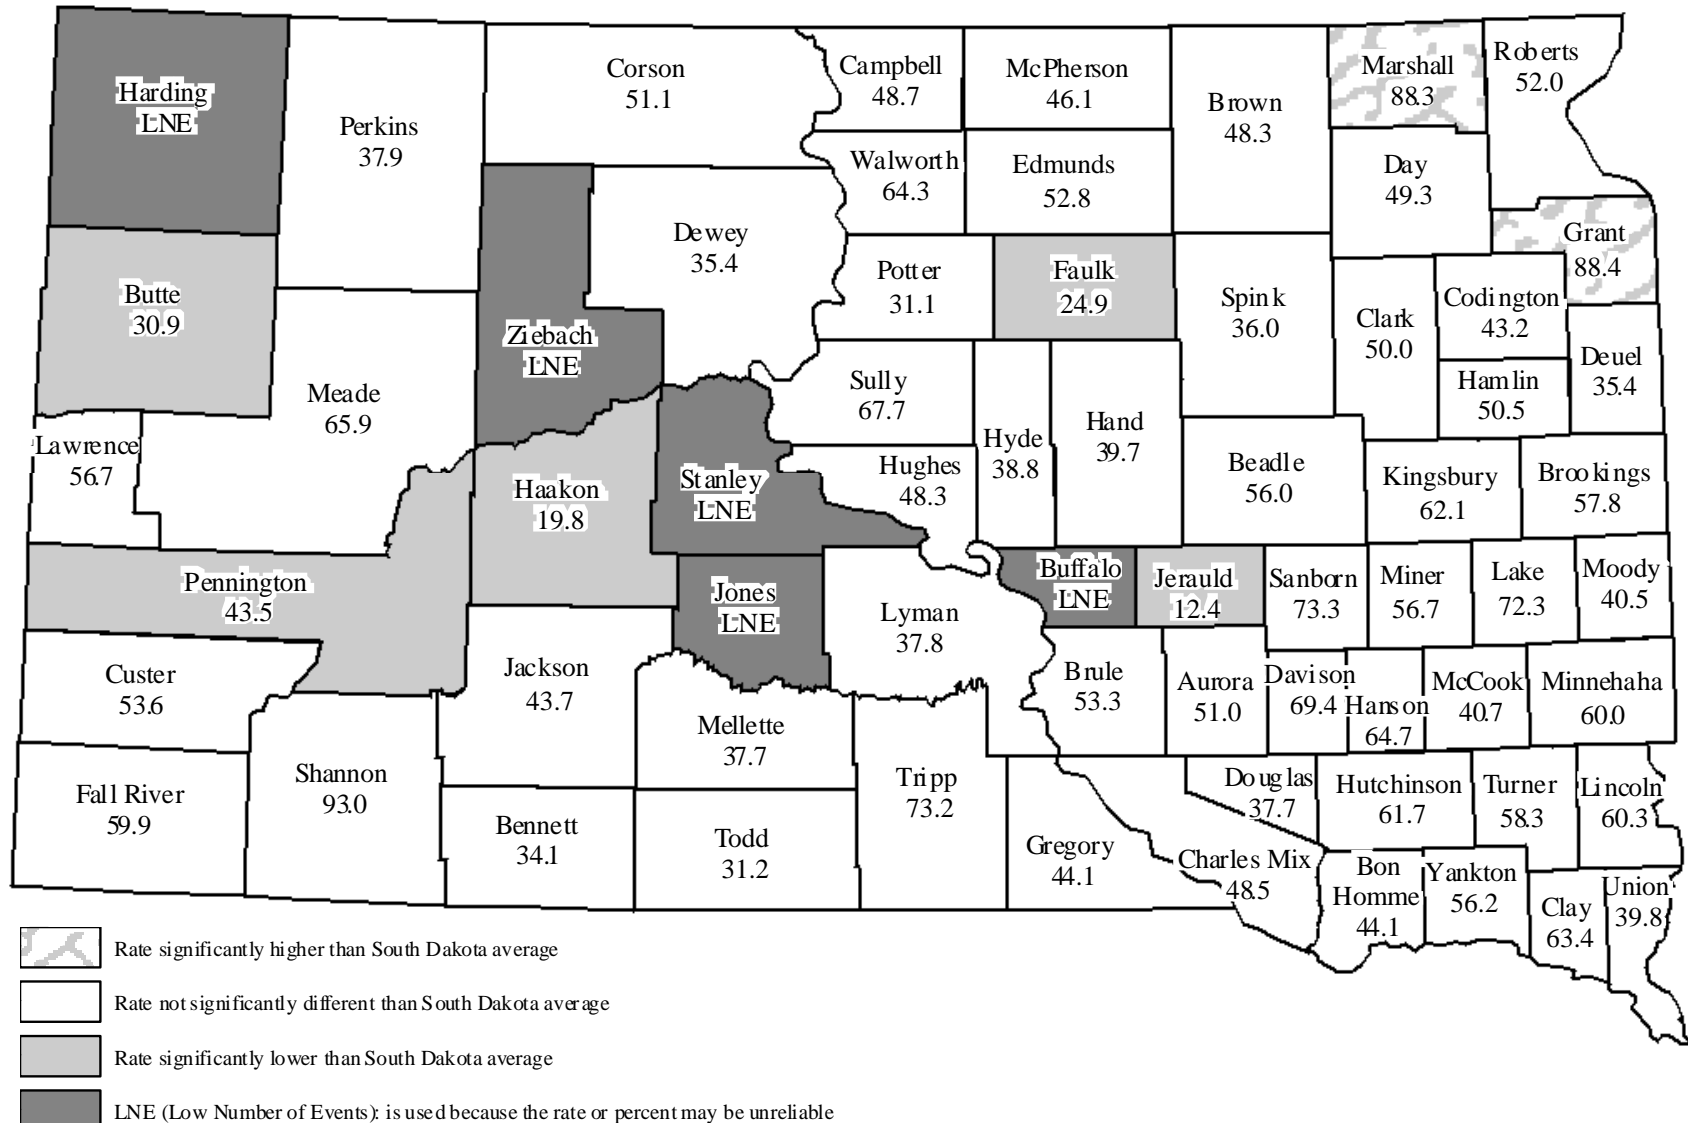 Harding
LNE
Perkins
37.9
Corson
51.1
Campbell
48.7
McPherson
46.1
Brown
48.3
Marshall
88.3
Roberts
52.0
Walworth
64.3
Edmunds
52.8
Day
49.3
Dewey
35.4
Grant
88.4
Butte
30.9
Ziebach
LNE
Potter
31.1
Faulk
24.9
Spink
36.0
Clark
50.0
Codington
43.2
Deuel
35.4
Meade
65.9
Sully
67.7
Hyde
38.8
Hand
39.7
Hamlin
50.5
Lawrence
56.7
Haakon
19.8
Stanley
LNE
Hughes
48.3
Beadle
56.0
Kingsbury
62.1
Brookings
57.8
Pennington
43.5
Jones
LNE
Lyman
37.8
Buffalo
LNE
Jerauld
12.4
Sanborn
73.3
Miner
56.7
Lake
72.3
Moody
40.5
Custer
53.6
Jackson
43.7
Mellette
37.7
Brule
53.3
Aurora
51.0
Davison
69.4
Hanson
64.7
McCook
40.7
Minnehaha
60.0
Fall River
59.9
Shannon
93.0
Bennett
34.1
Todd
31.2
Tripp
73.2
Gregory
44.1
Charles Mix
48.5
Douglas
37.7
Hutchinson
61.7
Turner
58.3
Lincoln
60.3
Bon
Homme
44.1
Yankton
56.2
Clay
63.4
Union
39.8
Rate significantly higher than South Dakota average
Rate not significantly different than South Dakota average
Rate significantly lower than South Dakota average
LNE (Low Number of Events): is used because the rate or percent may be unreliable